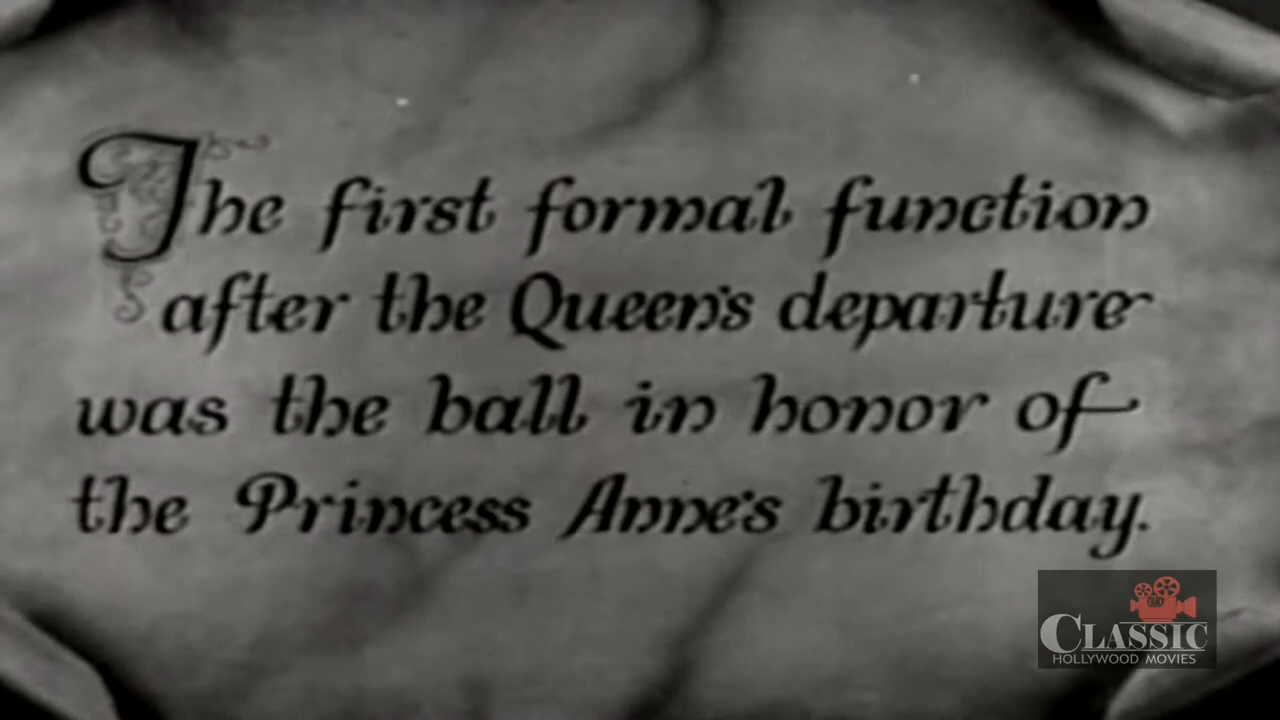 The first formal function
after the Queen's departure
was the ball in honor of
the Princess Anne's birthday.
CLASSIC
HOLLYWOOD MOVIES